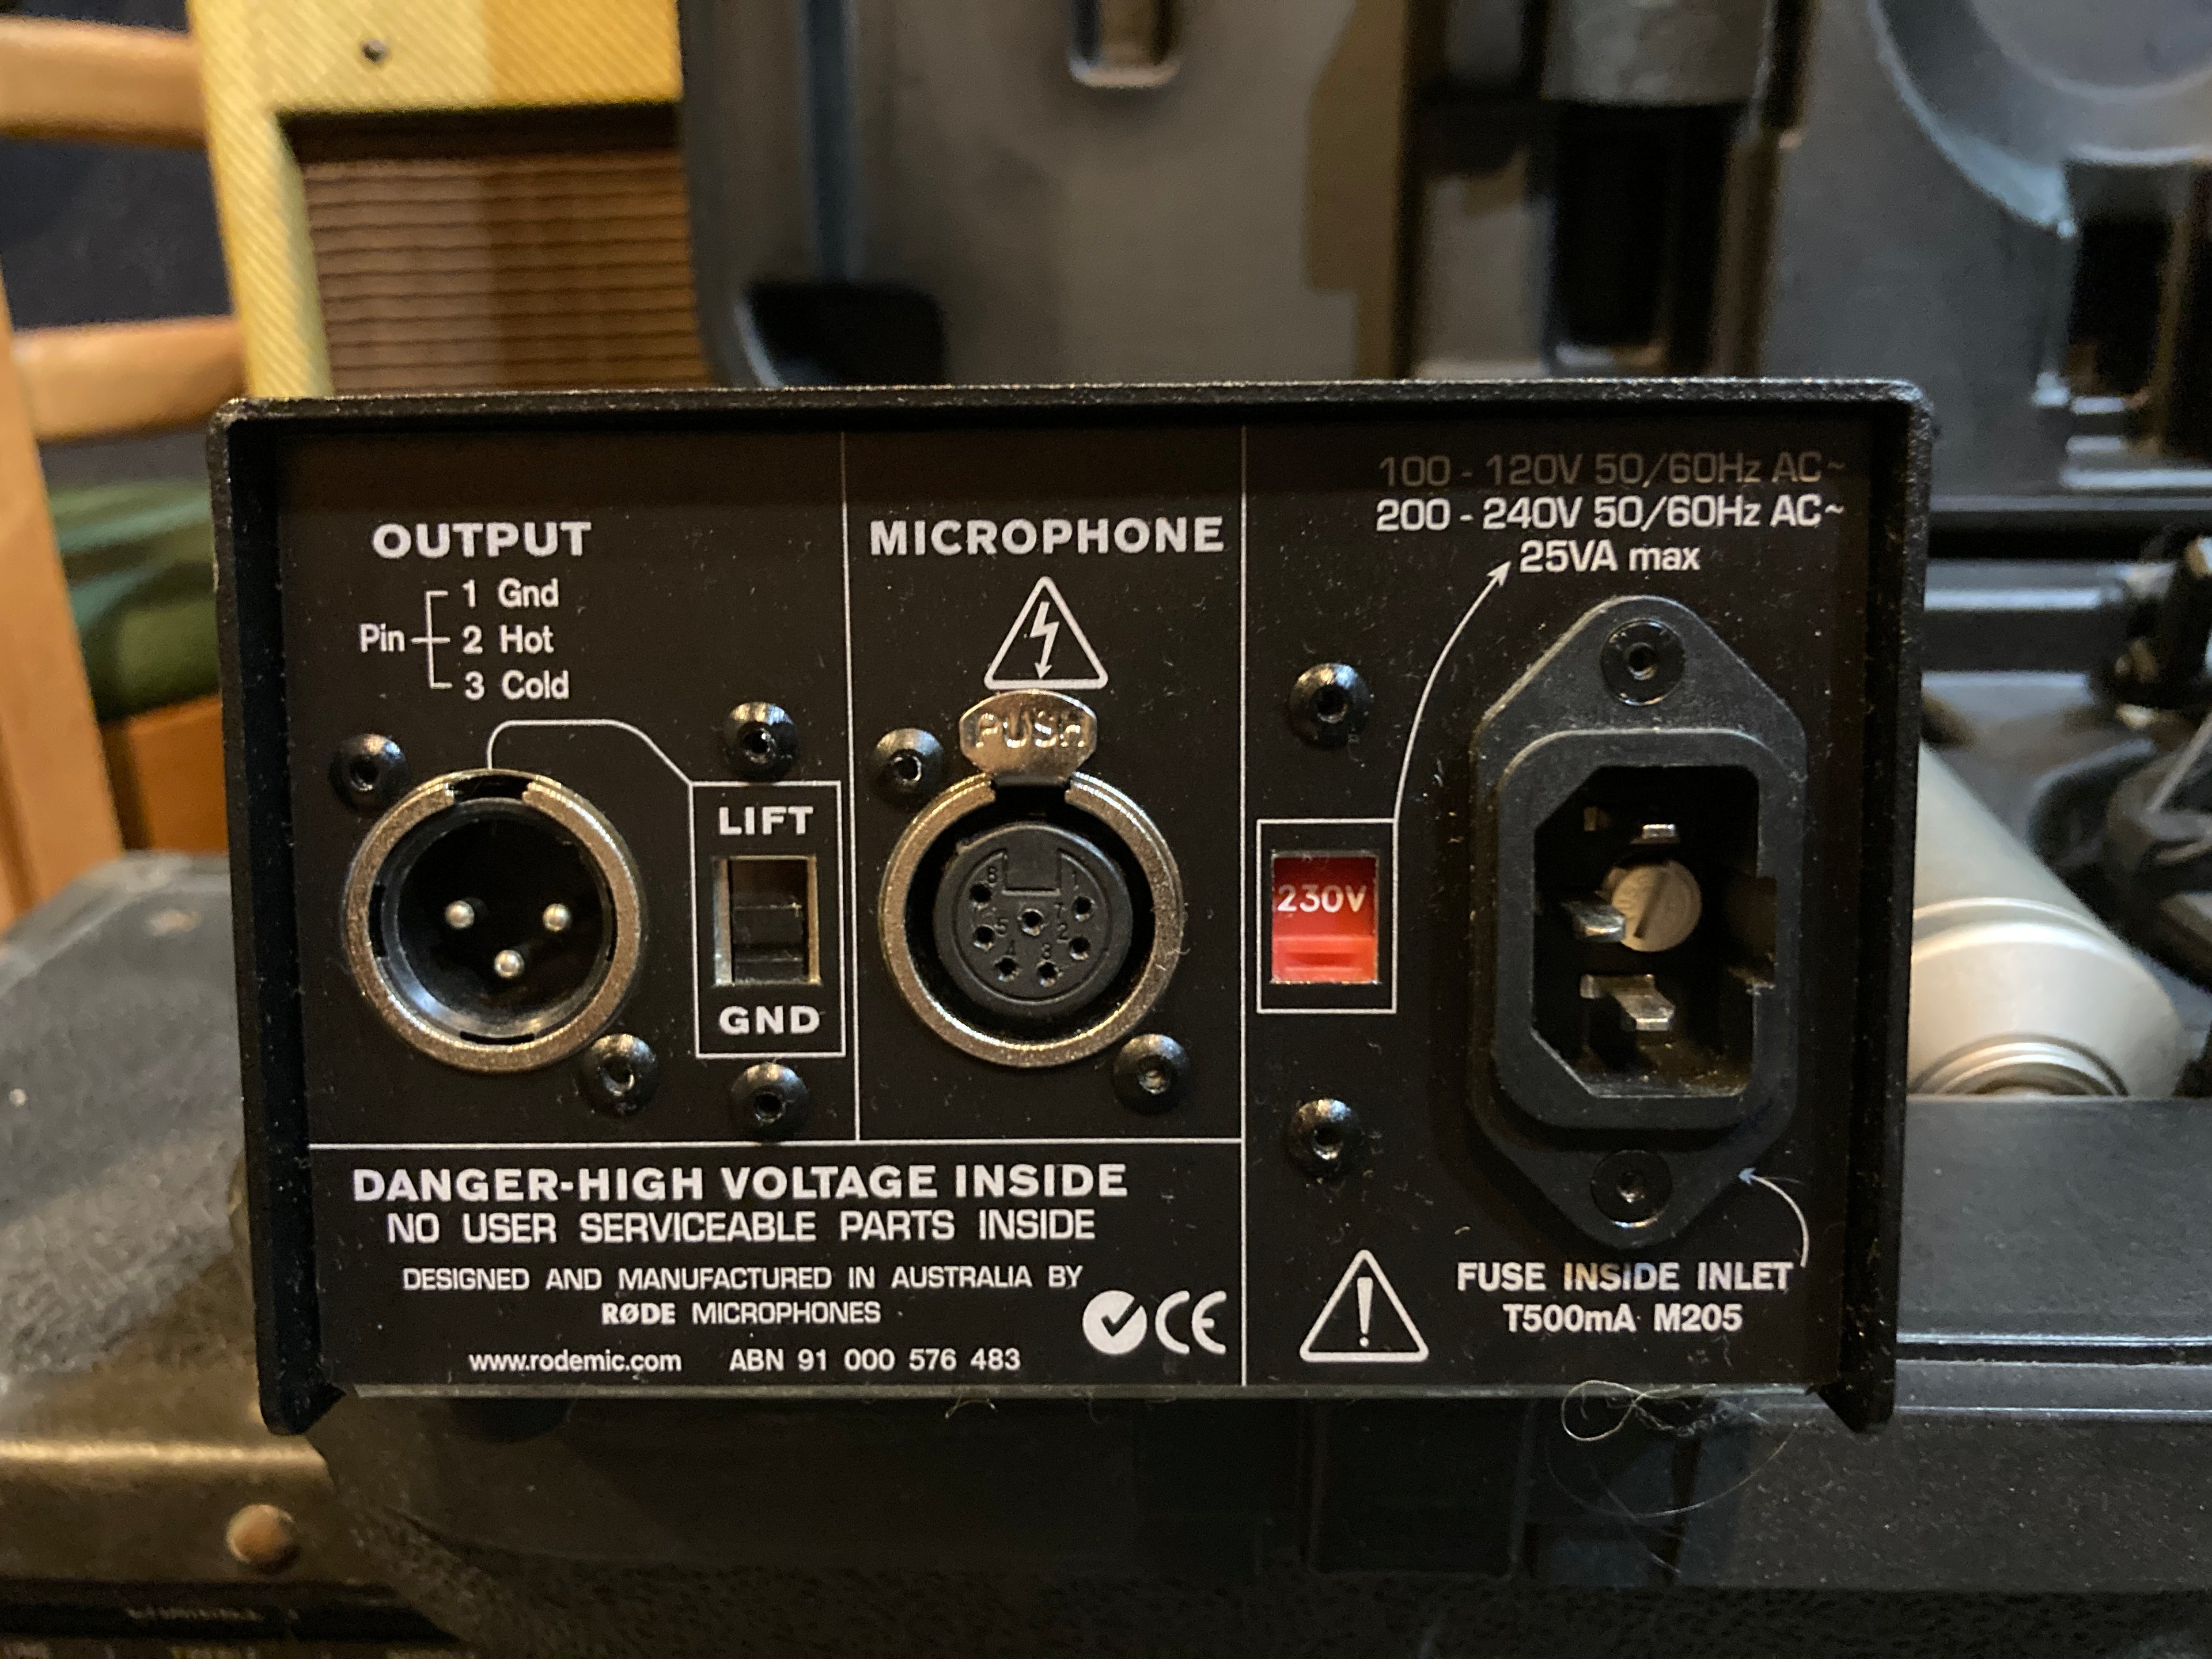 OUTPUT
Pin
1 Gnd
2 Hot
3 Cold
LIFT
GND
MICROPHONE
PUSH
100 - 120V 50/60Hz AC~
200 - 240V 50/60Hz AC~
25VA max
230V
DANGER-HIGH VOLTAGE INSIDE
NO USER SERVICEABLE PARTS INSIDE
DESIGNED AND MANUFACTURED IN AUSTRALIA BY
RØDE MICROPHONES
www.rodemic.com ABN 91 000 576 483
CE
FUSE INSIDE INLET
T500mA M205